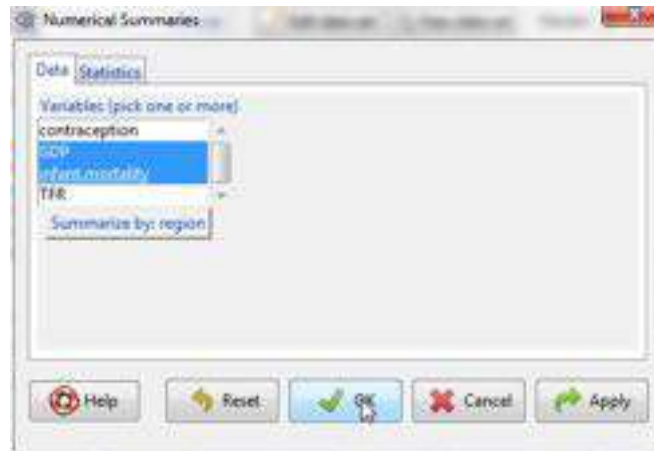 Numerical Summaries
Data Statistics
Variables (pick one or more)
contraception
GDP
infant.mortality
TFR
Summarize by: region
Help Reset OK Cancel Apply